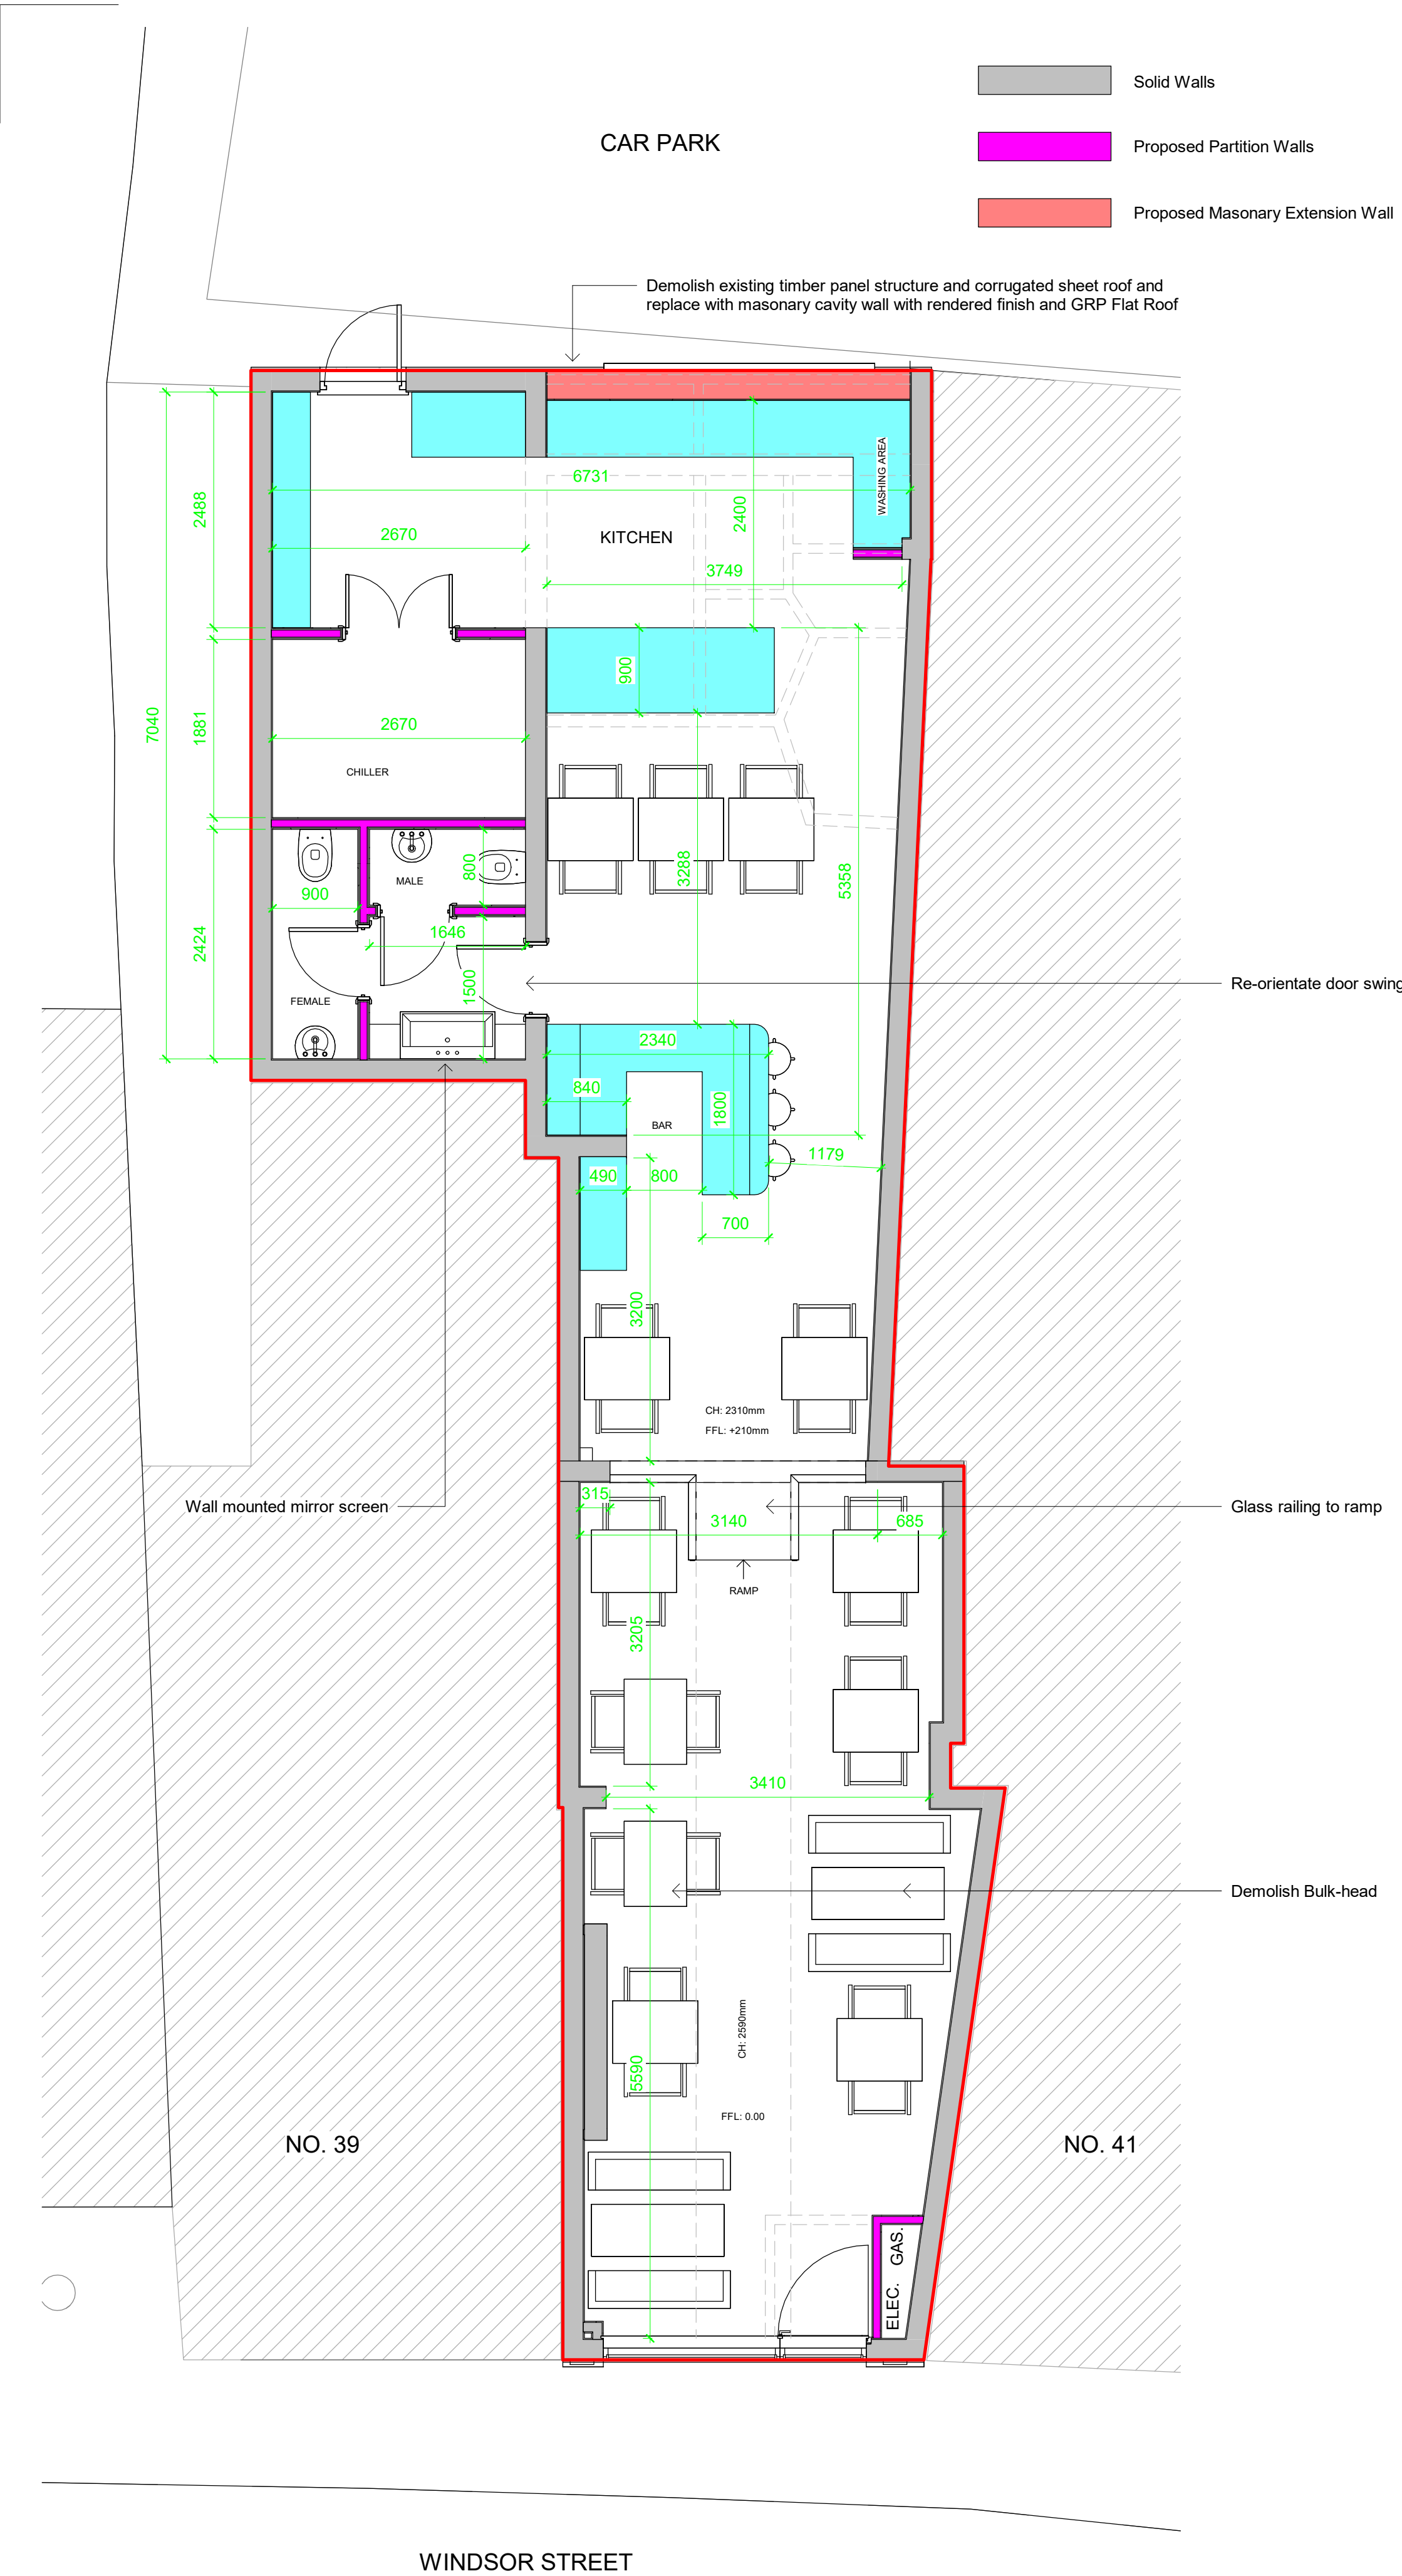 Solid Walls
CAR PARK
Proposed Partition Walls
Proposed Masonary Extension Wall
Demolish existing timber panel structure and corrugated sheet roof and
replace with masonary cavity wall with rendered finish and GRP Flat Roof
WASHING AREA
6731
2488
2400
2670
KITCHEN
3749
900
7040
1881
2670
CHILLER
800
3288
5358
MALE
900
1646
2424
1500
Re-orientate door swing
FEMALE
2340
840
1800
BAR
1179
490
800
700
3200
CH: 2310mm
FFL: +210mm
315
Wall mounted mirror screen
Glass railing to ramp
3140
685
RAMP
3205
3410
Demolish Bulk-head
CH: 2590mm
5590
FFL: 0.00
NO. 39
NO. 41
ELEC. GAS.
WINDSOR STREET